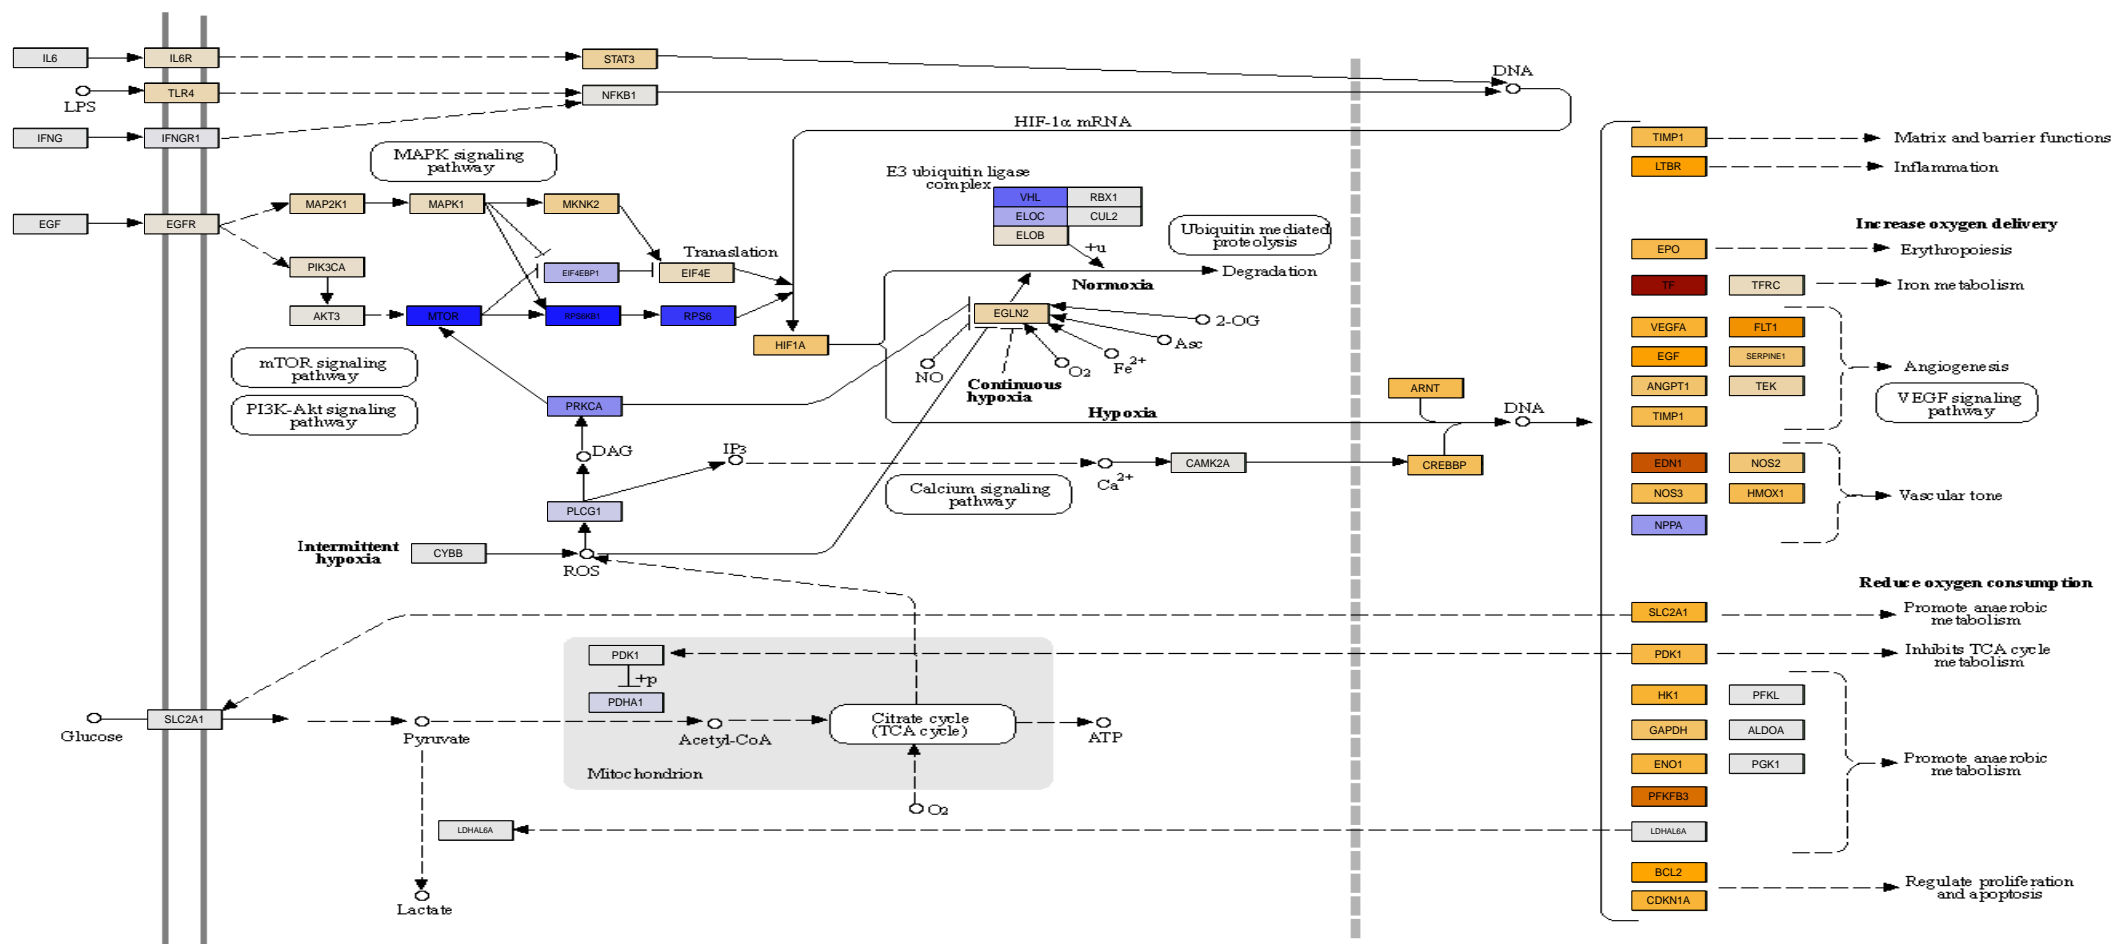 IL6
IL6R
STAT3
DNA
LPS
TLR4
NFKB1
IFNG
IFNGR1
HIF-1α mRNA
MAPK signaling
pathway
E3 ubiquitin ligase
complex
VHL
RBX1
ELOC
CUL2
ELOB
+u
Ubiquitin mediated
proteolysis
EGF
EGFR
MAP2K1
MAPK1
MKNK2
PIK3CA
EIF4EBP1
EIF4E
Tranaslation
Degradation
Normoxia
AKT3
MTOR
RPS6KB1
RPS6
HIF1A
EGLN2
2-OG
Asc
Fe2+
O2
NO
Continuous
hypoxia
mTOR signaling
pathway
PI3K-Akt signaling
pathway
PRKCA
Hypoxia
ARNT
DNA
DAG
IP3
Ca2+
CAMK2A
CREBBP
Calcium signaling
pathway
PLCG1
Intermittent
hypoxia
CYBB
ROS
PDK1
+p
PDHA1
Glucose
SLC2A1
Pyruvate
Acetyl-CoA
Citrate cycle
(TCA cycle)
ATP
Mitochondrion
O2
LDHAL6A
Lactate
TIMP1
Matrix and barrier functions
LTBR
Inflammation
Increase oxygen delivery
EPO
Erythropoiesis
TF
TFRC
Iron metabolism
VEGFA
FLT1
EGF
SERPINE1
Angiogenesis
ANGPT1
TEK
VEGF signaling
pathway
TIMP1
EDN1
NOS2
NOS3
HMOX1
Vascular tone
NPPA
Reduce oxygen consumption
SLC2A1
Promote anaerobic
metabolism
PDK1
Inhibits TCA cycle
metabolism
HK1
PFKL
GAPDH
ALDOA
ENO1
PGK1
Promote anaerobic
metabolism
PFKFB3
LDHAL6A
BCL2
Regulate proliferation
and apoptosis
CDKN1A